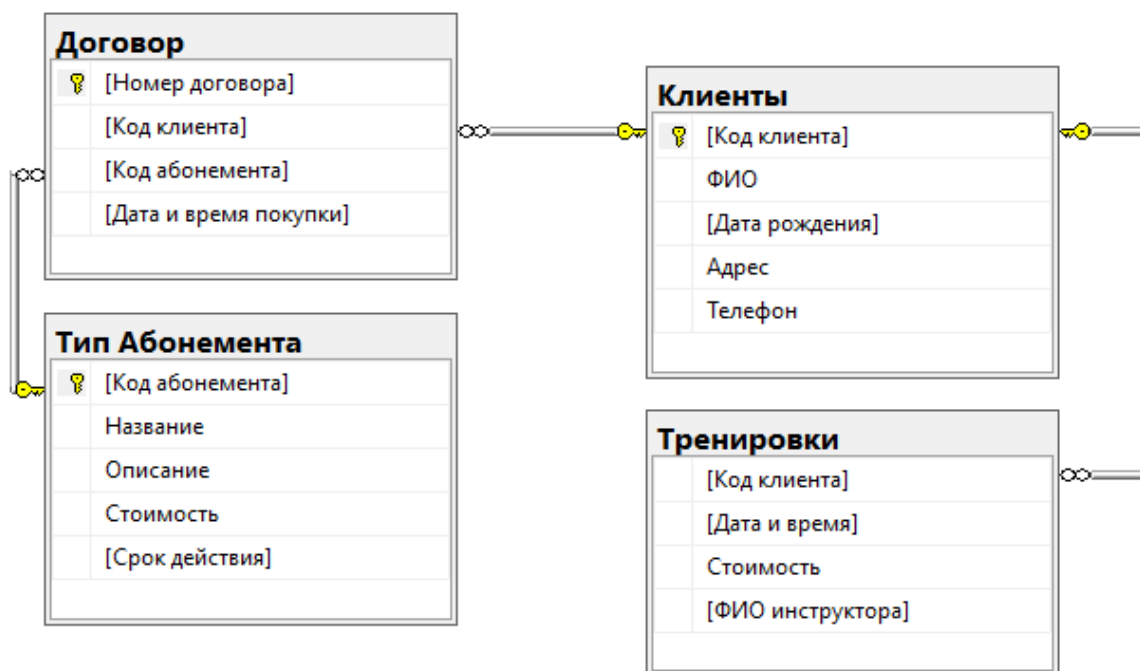 Договор
[Номер договора]
[Код клиента]
[Код абонемента]
[Дата и время покупки]
Тип Абонемента
[Код абонемента]
Название
Описание
Стоимость
[Срок действия]
Клиенты
[Код клиента]
ФИО
[Дата рождения]
Адрес
Телефон
Тренировки
[Код клиента]
[Дата и время]
Стоимость
[ФИО инструктора]